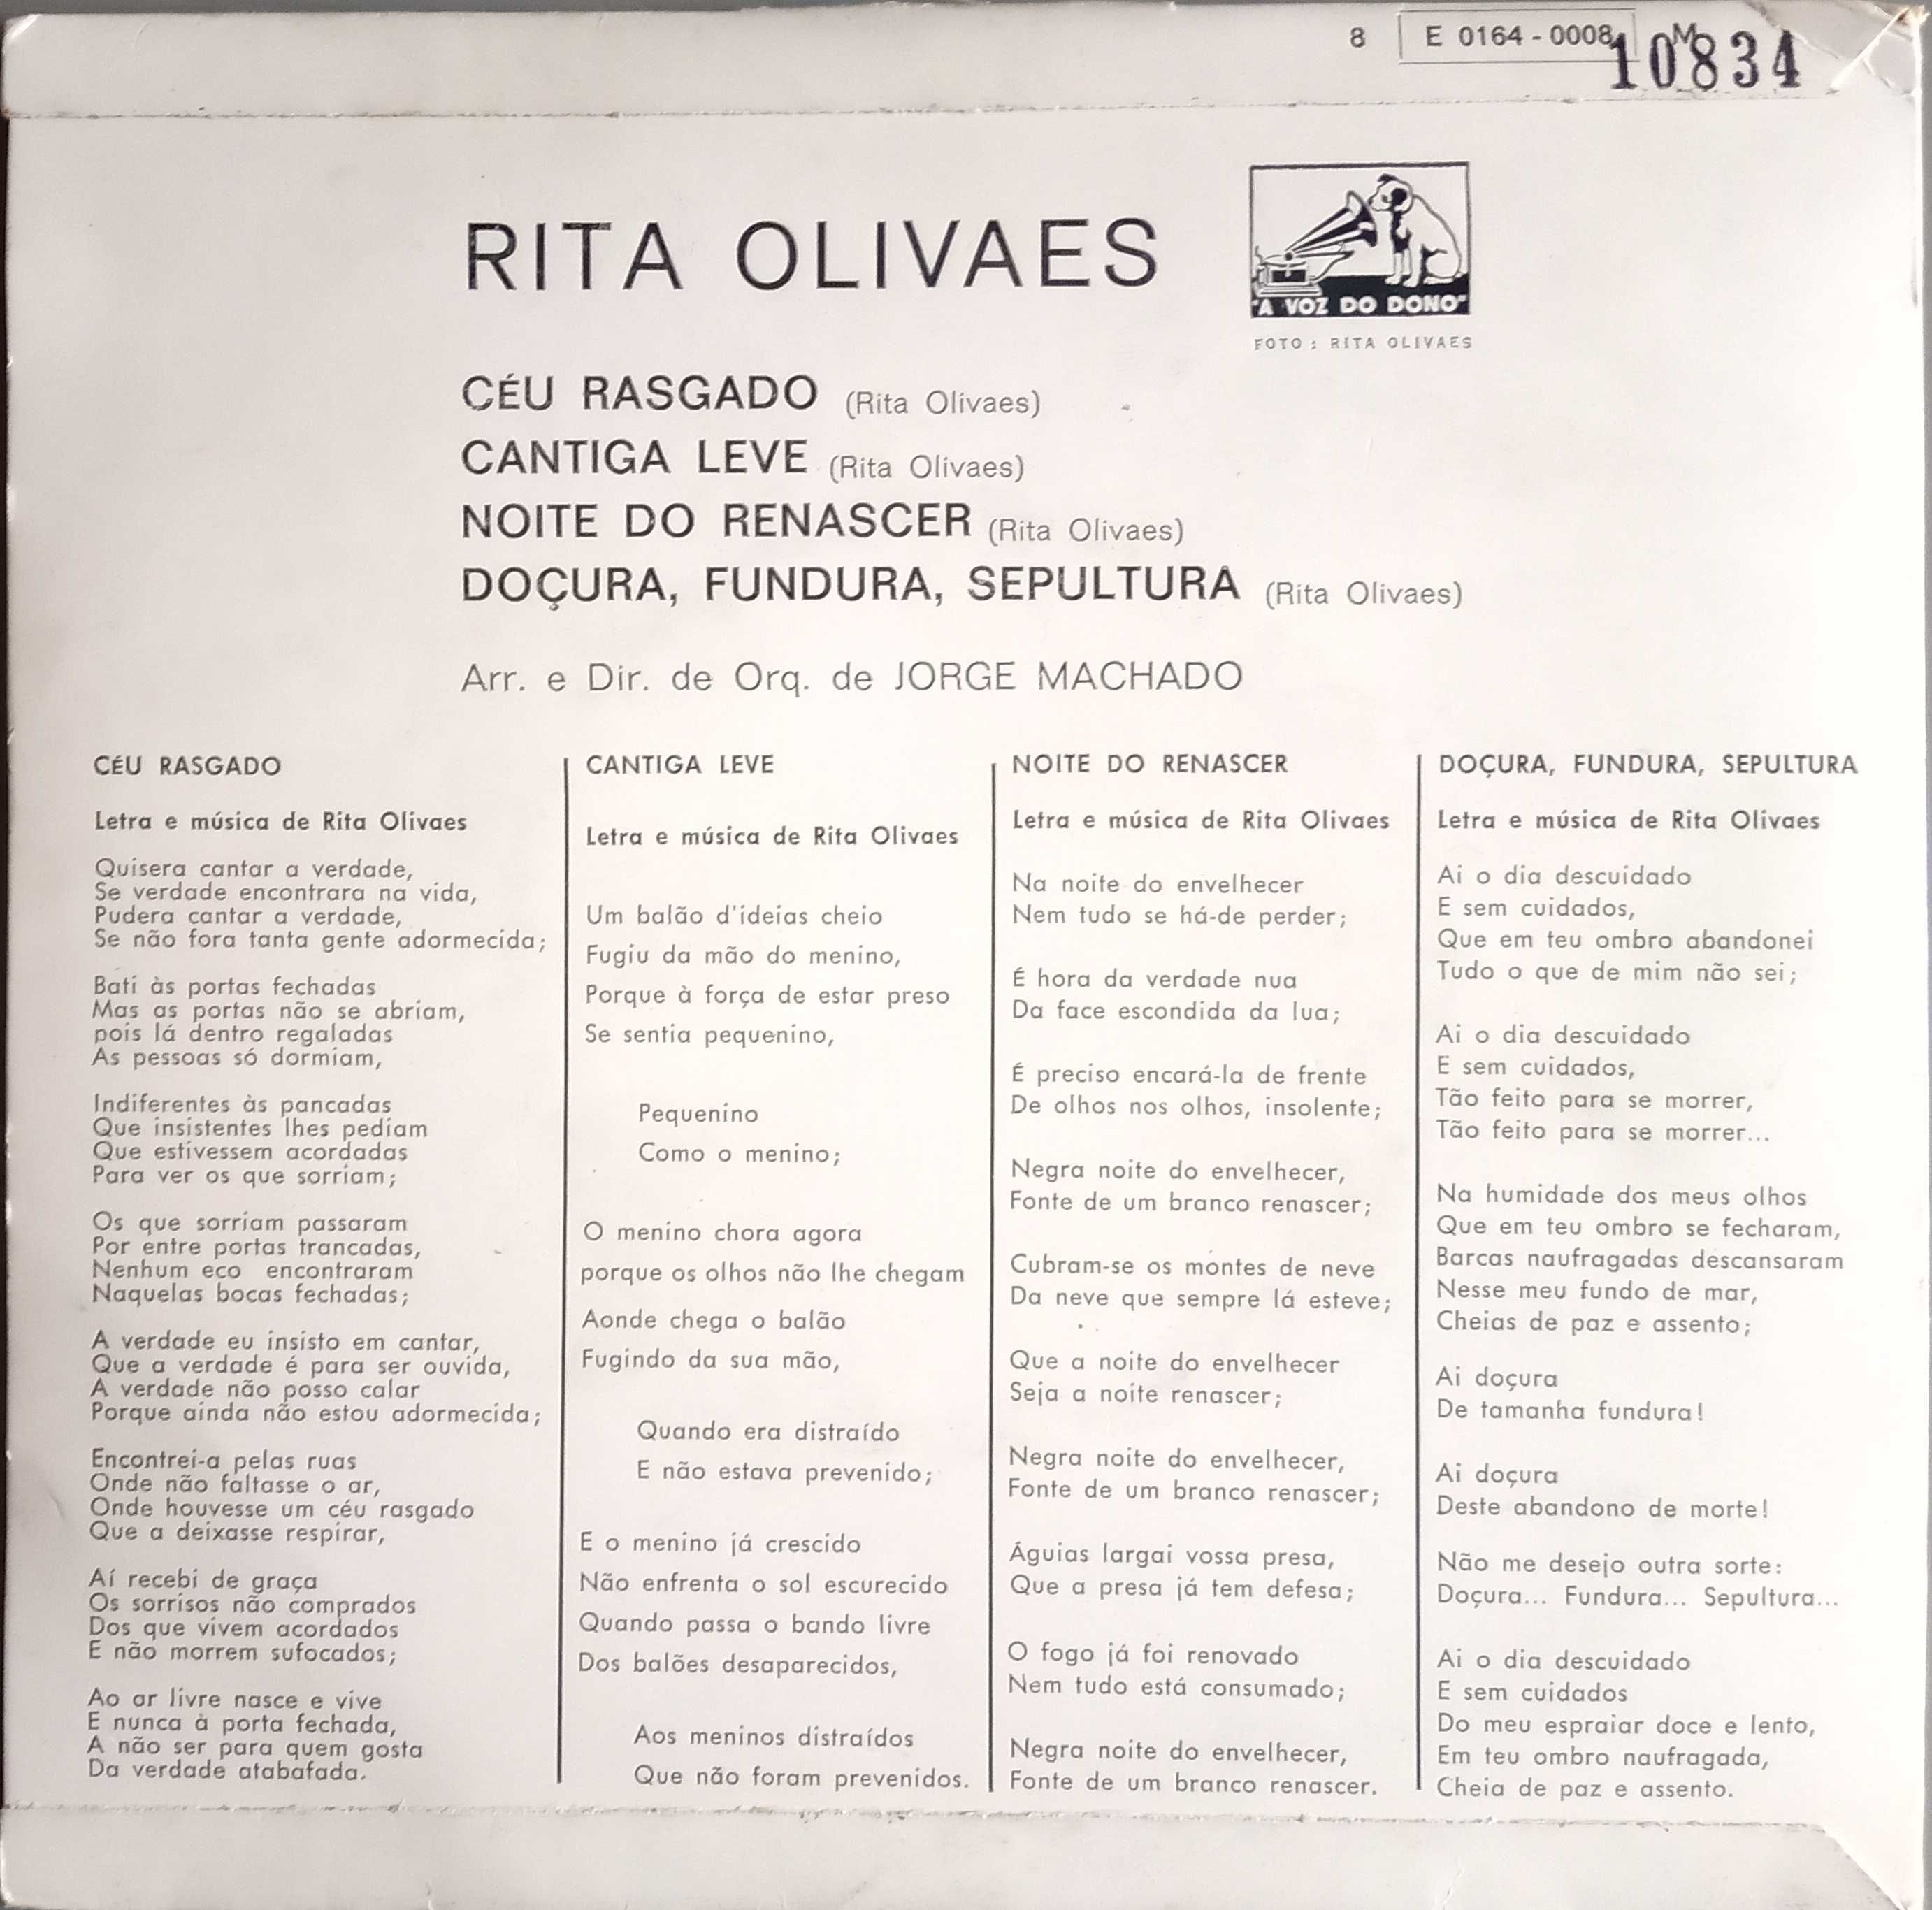 8 E 0164 - 0008 M
10834
RITA OLIVAES
"A VOZ DO DONO"
FOTO : RITA OLIVAES
CÉU RASGADO (Rita Olivaes)
CANTIGA LEVE (Rita Olivaes)
NOITE DO RENASCER (Rita Olivaes)
DOÇURA, FUNDURA, SEPULTURA (Rita Olivaes)
Arr. e Dir. de Orq. de JORGE MACHADO
CÉU RASGADO
Letra e música de Rita Olivaes
Quisera cantar a verdade,
Se verdade encontrara na vida,
Pudera cantar a verdade,
Se não fora tanta gente adormecida;
Bati às portas fechadas
Mas as portas não se abriam,
pois lá dentro regaladas
As pessoas só dormiam,
Indiferentes às pancadas
Que insistentes lhes pediam
Que estivessem acordadas
Para ver os que sorriam;
Os que sorriam passaram
Por entre portas trancadas,
Nenhum eco encontraram
Naquelas bocas fechadas;
A verdade eu insisto em cantar,
Que a verdade é para ser ouvida,
A verdade não posso calar
Porque ainda não estou adormecida;
Encontrei-a pelas ruas
Onde não faltasse o ar,
Onde houvesse um céu rasgado
Que a deixasse respirar,
Aí recebi de graça
Os sorrisos não comprados
Dos que vivem acordados
E não morrem sufocados;
Ao ar livre nasce e vive
E nunca à porta fechada,
A não ser para quem gosta
Da verdade atabafada.
CANTIGA LEVE
Letra e música de Rita Olivaes
Um balão d'ideias cheio
Fugiu da mão do menino,
Porque à força de estar preso
Se sentia pequenino,
Pequenino
Como o menino;
O menino chora agora
porque os olhos não lhe chegam
Aonde chega o balão
Fugindo da sua mão,
Quando era distraído
E não estava prevenido;
E o menino já crescido
Não enfrenta o sol escurecido
Quando passa o bando livre
Dos balões desaparecidos,
Aos meninos distraídos
Que não foram prevenidos.
NOITE DO RENASCER
Letra e música de Rita Olivaes
Na noite do envelhecer
Nem tudo se há-de perder;
É hora da verdade nua
Da face escondida da lua;
É preciso encará-la de frente
De olhos nos olhos, insolente;
Negra noite do envelhecer,
Fonte de um branco renascer;
Cubram-se os montes de neve
Da neve que sempre lá esteve;
Que a noite do envelhecer
Seja a noite renascer;
Negra noite do envelhecer,
Fonte de um branco renascer;
Águias largai vossa presa,
Que a presa já tem defesa;
O fogo já foi renovado
Nem tudo está consumado;
Negra noite do envelhecer,
Fonte de um branco renascer.
DOÇURA, FUNDURA, SEPULTURA
Letra e música de Rita Olivaes
Ai o dia descuidado
E sem cuidados,
Que em teu ombro abandonei
Tudo o que de mim não sei;
Ai o dia descuidado
E sem cuidados,
Tão feito para se morrer,
Tão feito para se morrer...
Na humidade dos meus olhos
Que em teu ombro se fecharam,
Barcas naufragadas descansaram
Nesse meu fundo de mar,
Cheias de paz e assento;
Ai doçura
De tamanha fundura!
Ai doçura
Deste abandono de morte!
Não me desejo outra sorte:
Doçura... Fundura... Sepultura...
Ai o dia descuidado
E sem cuidados
Do meu espraiar doce e lento,
Em teu ombro naufragada,
Cheia de paz e assento.